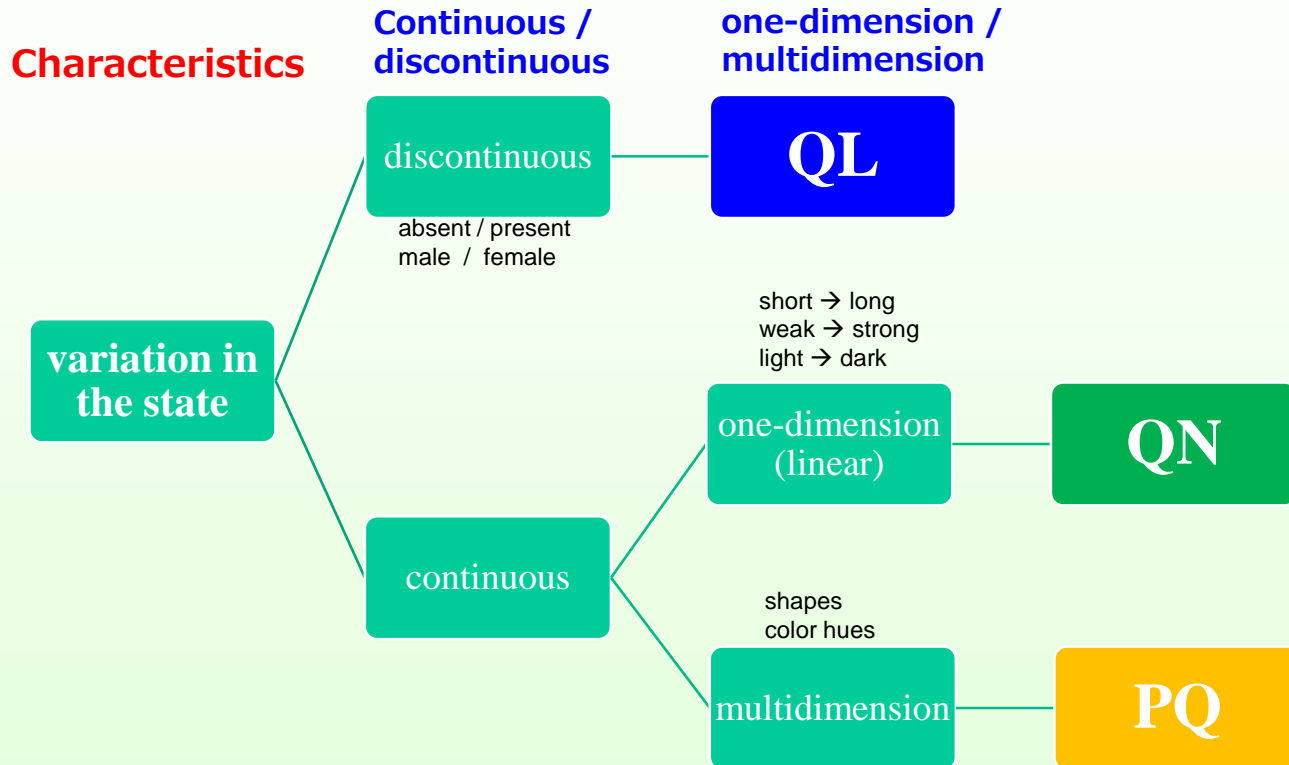 Characteristics
Continuous /
discontinuous
one-dimension /
multidimension
discontinuous
QL
absent / present
male / female
variation in
the state
short → long
weak → strong
light → dark
one-dimension
(linear)
QN
continuous
shapes
color hues
multidimension
PQ